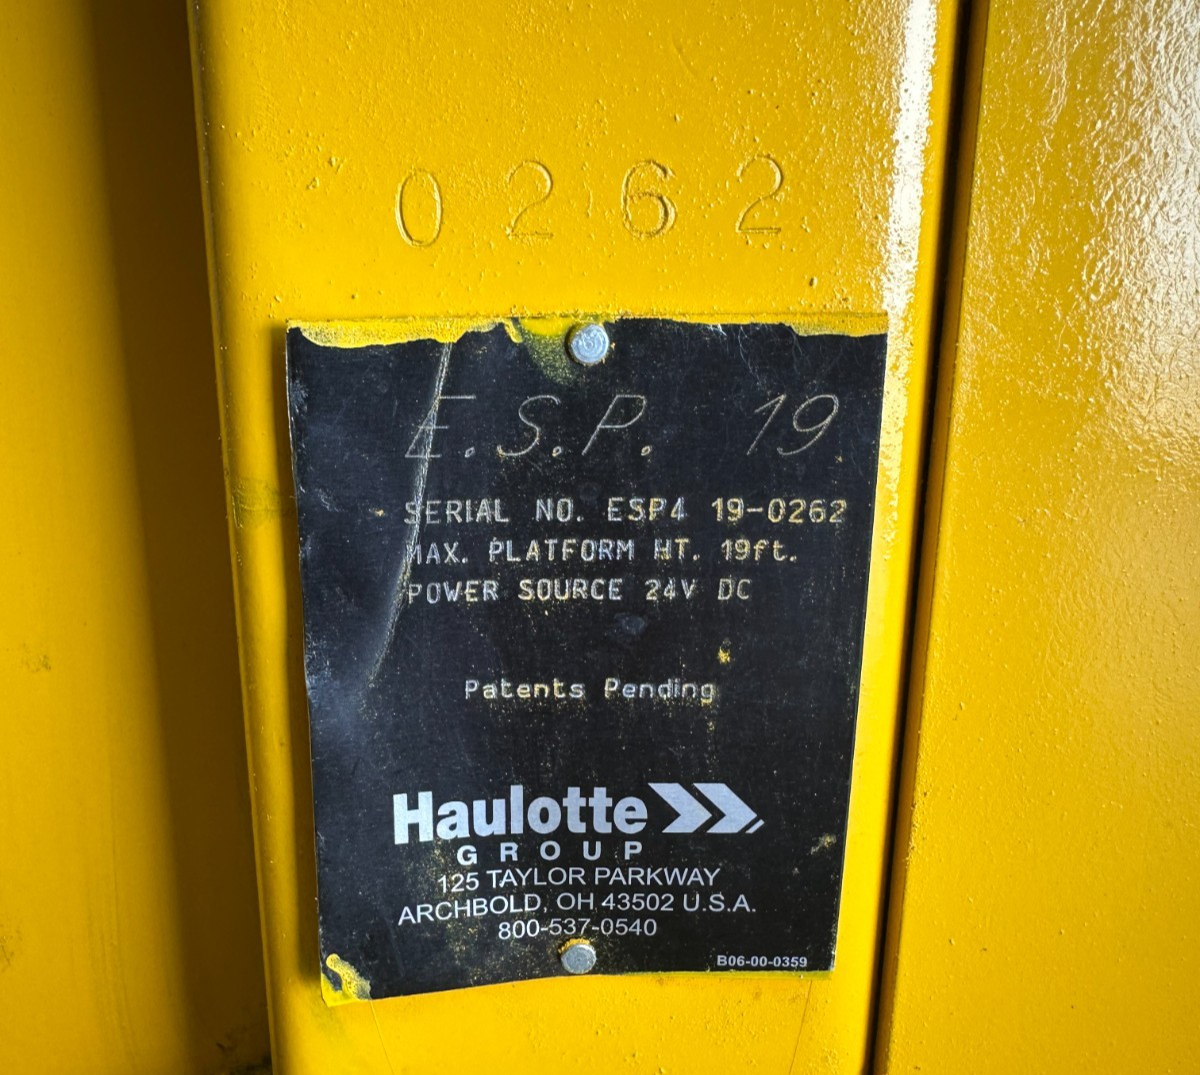 0262
E.S.P. 19
SERIAL NO. ESP4 19-0262
MAX. PLATFORM HT. 19ft.
POWER SOURCE 24V DC
Patents Pending
Haulotte
GROUP
125 TAYLOR PARKWAY
ARCHBOLD, OH 43502 U.S.A.
800-537-0540
B06-00-0359